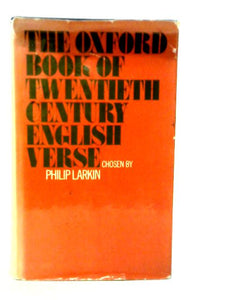 THE OXFORD
BOOK OF
TWENTIETH
CENTURY
ENGLISH
VERSE CHOSEN BY
PHILIP LARKIN